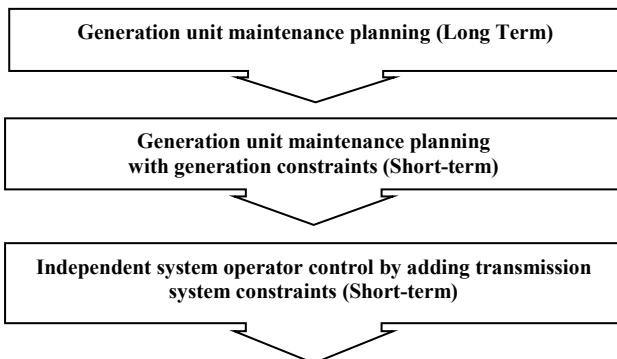 Generation unit maintenance planning (Long Term)
Generation unit maintenance planning
with generation constraints (Short-term)
Independent system operator control by adding transmission
system constraints (Short-term)